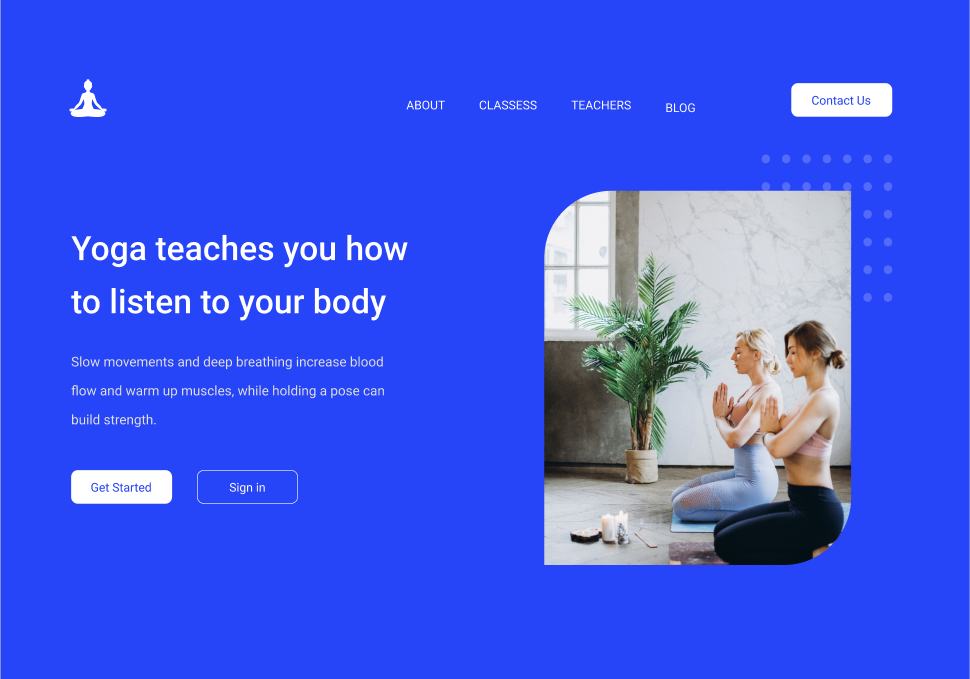 ABOUT
CLASSESS
TEACHERS
BLOG
Contact Us
Yoga teaches you how
to listen to your body
Slow movements and deep breathing increase blood
flow and warm up muscles, while holding a pose can
build strength.
Get Started
Sign in